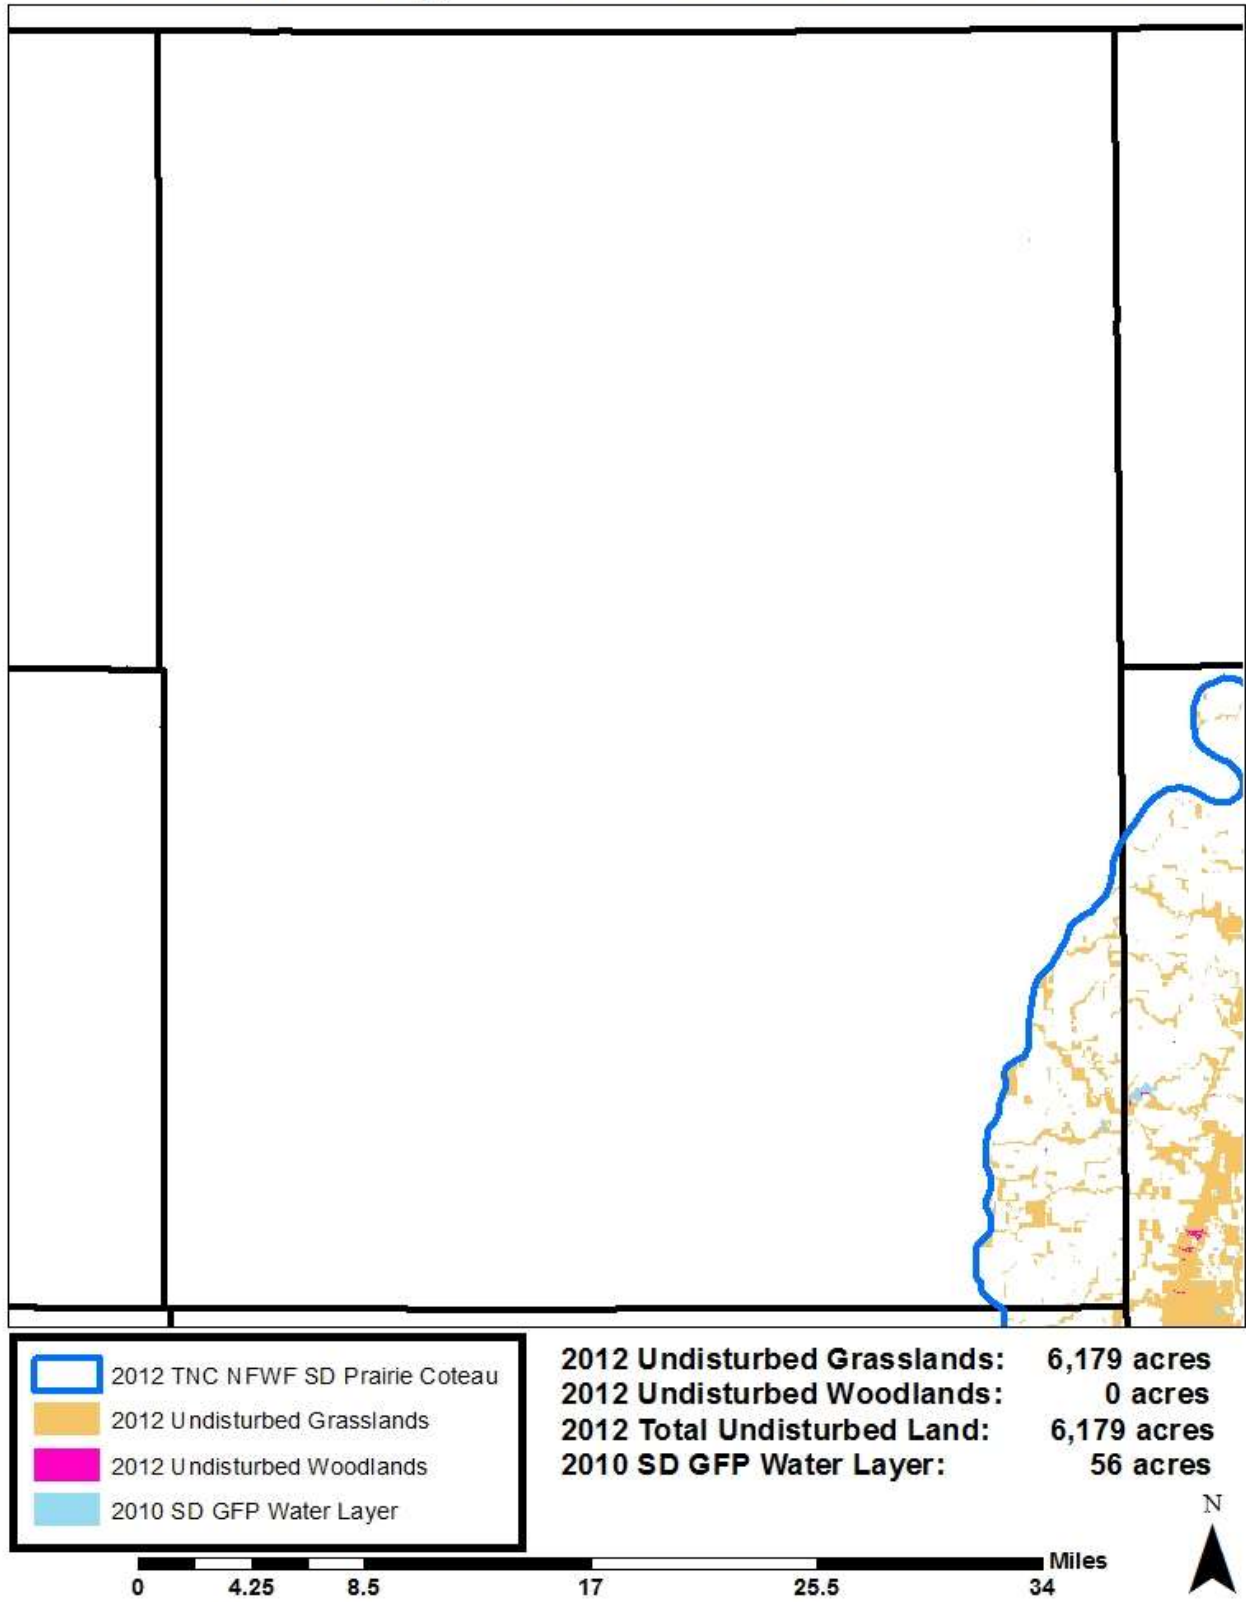 2012 TNC NFWF SD Prairie Coteau
2012 Undisturbed Grasslands
2012 Undisturbed Woodlands
2010 SD GFP Water Layer
2012 Undisturbed Grasslands: 6,179 acres
2012 Undisturbed Woodlands: 0 acres
2012 Total Undisturbed Land: 6,179 acres
2010 SD GFP Water Layer: 56 acres
N
Miles
0 4.25 8.5 17 25.5 34